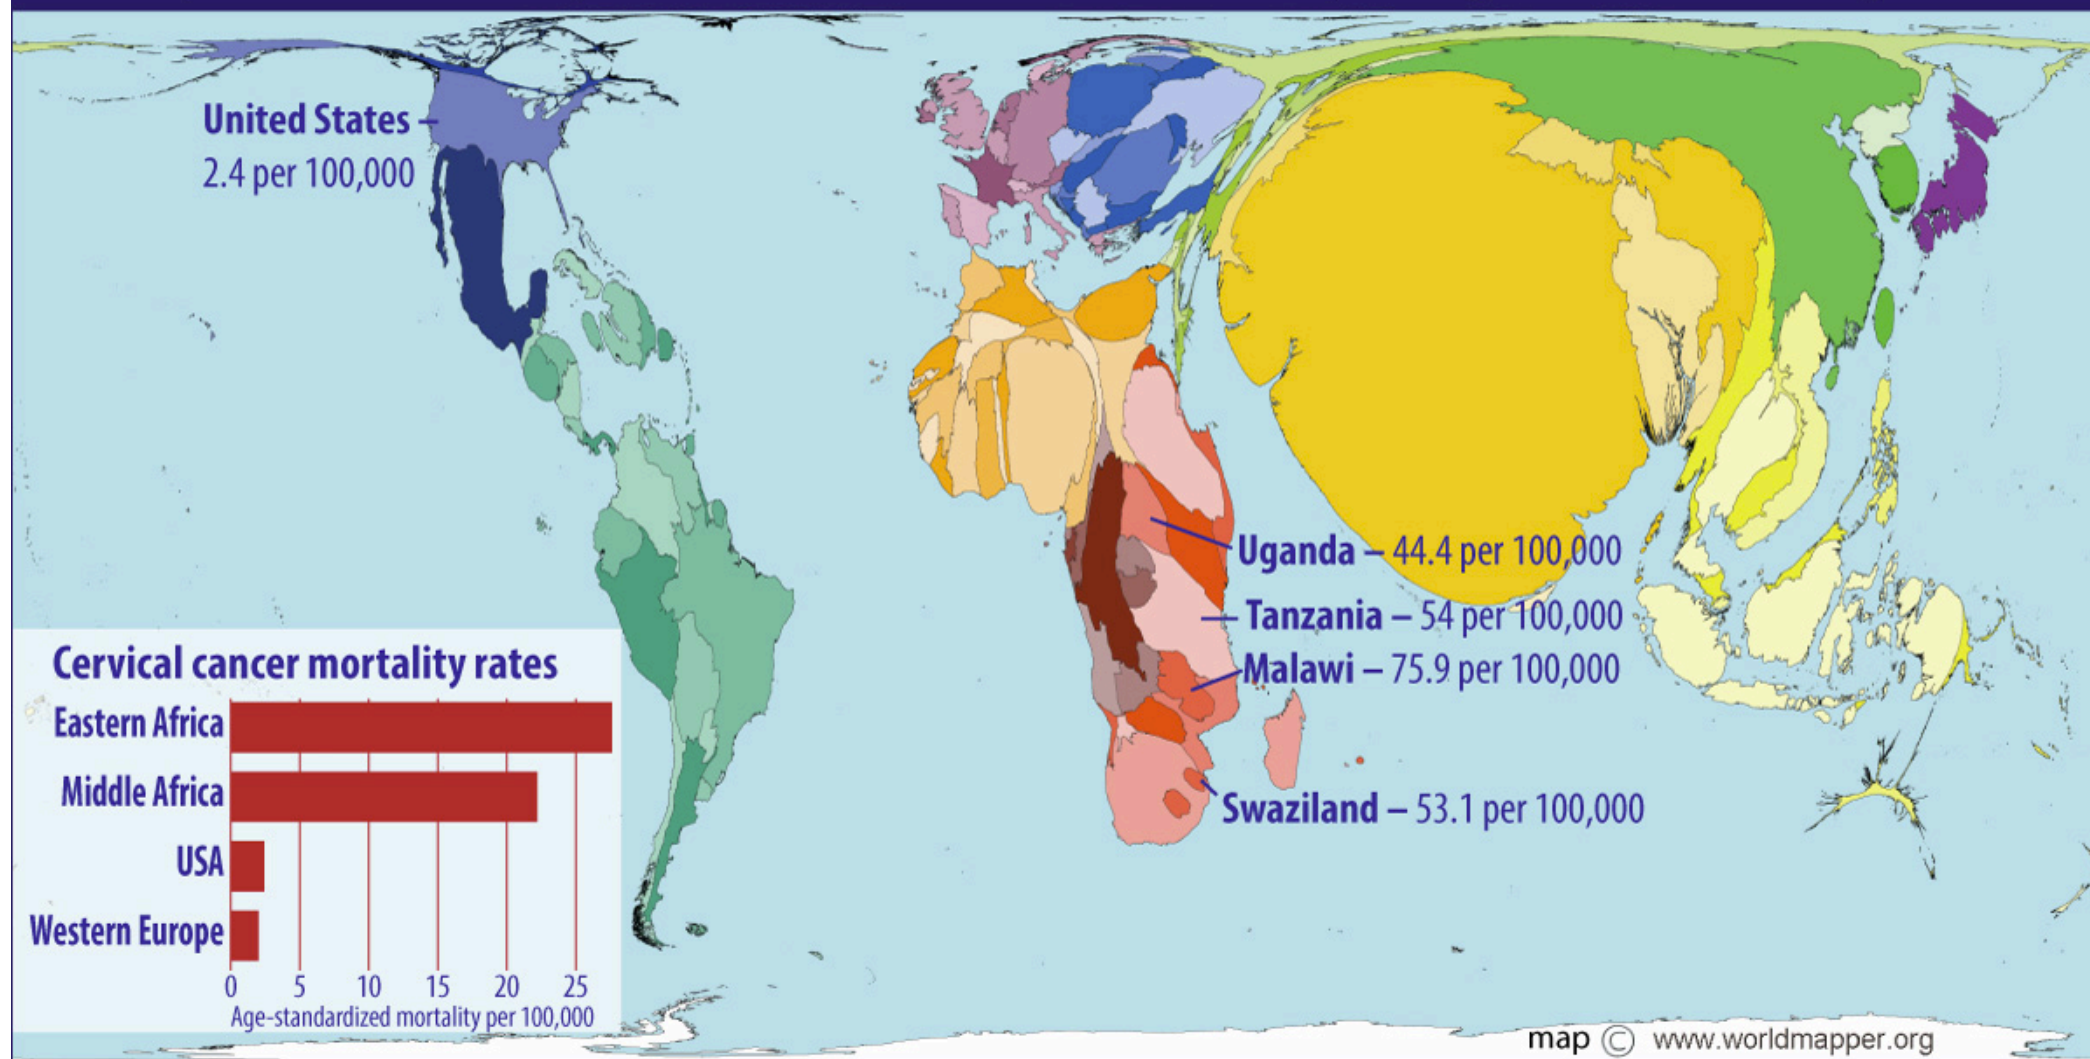 United States –
2.4 per 100,000
Uganda – 44.4 per 100,000
Tanzania – 54 per 100,000
Malawi – 75.9 per 100,000
Swaziland – 53.1 per 100,000
Cervical cancer mortality rates
Eastern Africa
Middle Africa
USA
Western Europe
0 5 10 15 20 25
Age-standardized mortality per 100,000
map © www.worldmapper.org